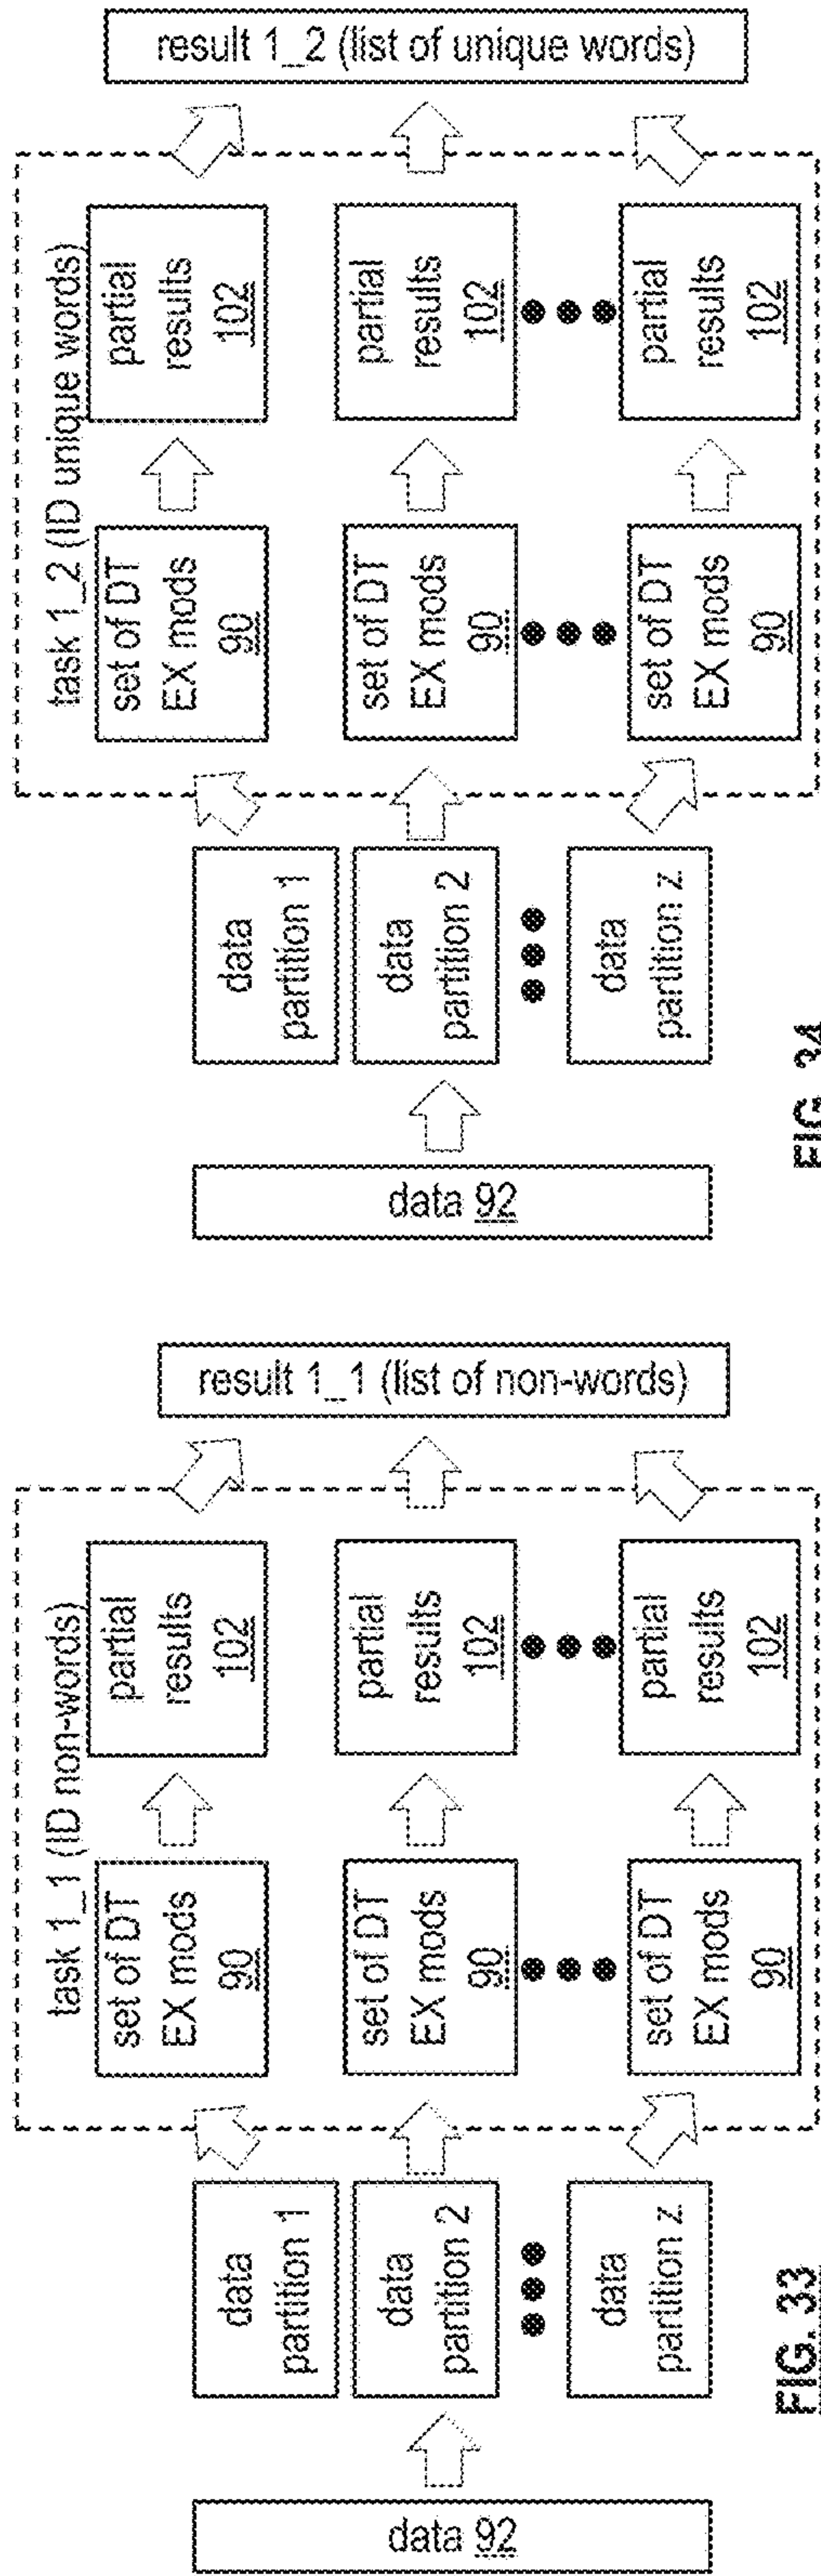 task 1_1 (ID non-words)
data 92
data
partition 1
data
partition 2
data
partition z
set of DT
EX mods
90
set of DT
EX mods
90
set of DT
EX mods
90
partial
results
102
partial
results
102
partial
results
102
result 1_1 (list of non-words)
FIG. 33
task 1_2 (ID unique words)
data 92
data
partition 1
data
partition 2
data
partition z
set of DT
EX mods
90
set of DT
EX mods
90
set of DT
EX mods
90
partial
results
102
partial
results
102
partial
results
102
result 1_2 (list of unique words)
FIG. 34